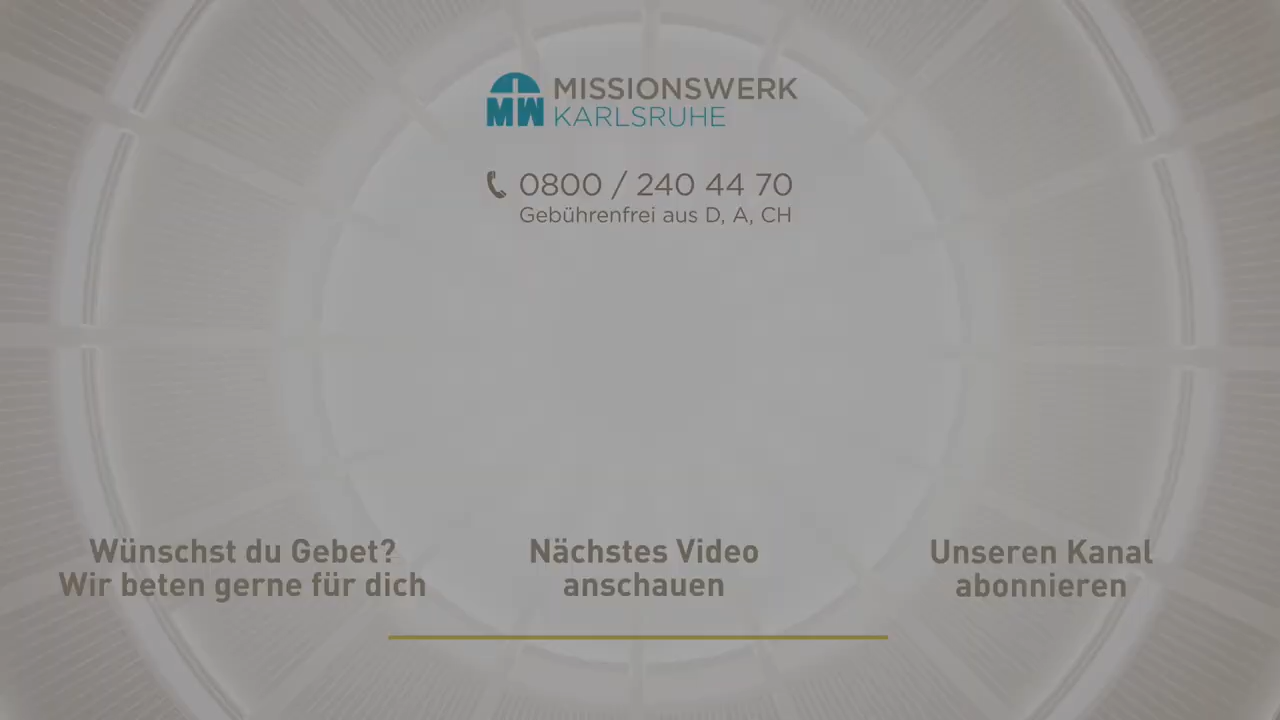 MW MISSIONSWERK
KARLSRUHE
0800 / 240 44 70
Gebührenfrei aus D, A, CH
Wünschst du Gebet?
Wir beten gerne für dich
Nächstes Video
anschauen
Unseren Kanal
abonnieren